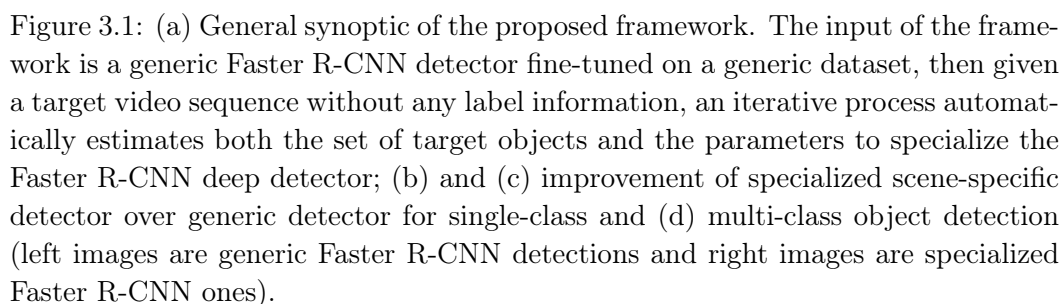 Figure 3.1: (a) General synoptic of the proposed framework. The input of the frame-
work is a generic Faster R-CNN detector fine-tuned on a generic dataset, then given
a target video sequence without any label information, an iterative process automat-
ically estimates both the set of target objects and the parameters to specialize the
Faster R-CNN deep detector; (b) and (c) improvement of specialized scene-specific
detector over generic detector for single-class and (d) multi-class object detection
(left images are generic Faster R-CNN detections and right images are specialized
Faster R-CNN ones).